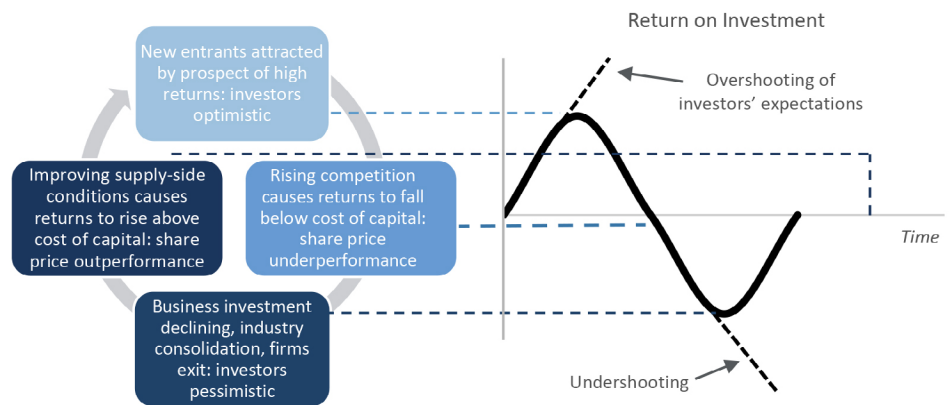 New entrants attracted
by prospect of high
returns: investors
optimistic
Improving supply-side
conditions causes
returns to rise above
cost of capital: share
price outperformance
Rising competition
causes returns to fall
below cost of capital:
share price
underperformance
Business investment
declining, industry
consolidation, firms
exit: investors
pessimistic
Return on Investment
Overshooting of
investors’ expectations
Time
Undershooting